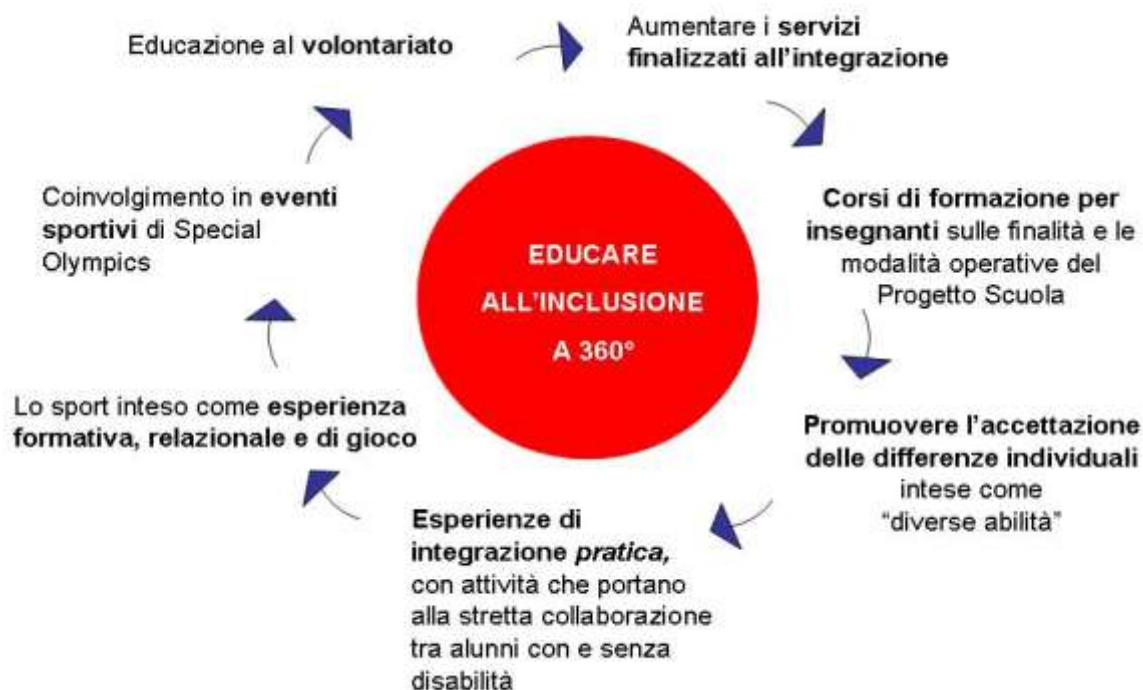 Educazione al volontariato
Aumentare i servizi
finalizzati all'integrazione
Corsi di formazione per
insegnanti sulle finalità e le
modalità operative del
Progetto Scuola
Promuovere l'accettazione
delle differenze individuali
intese come
“diverse abilità”
Esperienze di
integrazione pratica,
con attività che portano
alla stretta collaborazione
tra alunni con e senza
disabilità
Lo sport inteso come esperienza
formativa, relazionale e di gioco
Coinvolgimento in eventi
sportivi di Special
Olympics
EDUCARE
ALL'INCLUSIONE
A 360°